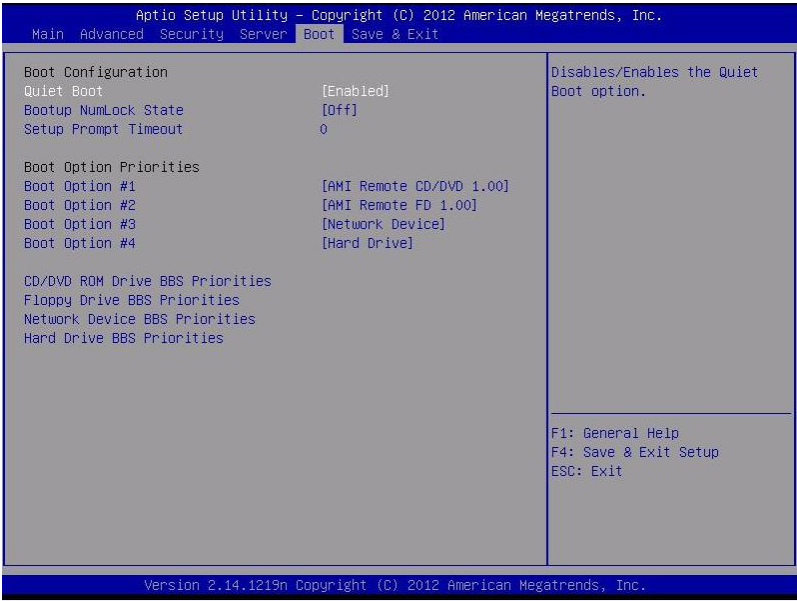 Aptio Setup Utility – Copyright (C) 2012 American Megatrends, Inc.
Main Advanced Security Server Boot Save & Exit
Boot Configuration
Quiet Boot [Enabled]
Bootup NumLock State [Off]
Setup Prompt Timeout 0
Boot Option Priorities
Boot Option #1 [AMI Remote CD/DVD 1.00]
Boot Option #2 [AMI Remote FD 1.00]
Boot Option #3 [Network Device]
Boot Option #4 [Hard Drive]
CD/DVD ROM Drive BBS Priorities
Floppy Drive BBS Priorities
Network Device BBS Priorities
Hard Drive BBS Priorities
Disables/Enables the Quiet
Boot option.
F1: General Help
F4: Save & Exit Setup
ESC: Exit
Version 2.14.1219n Copyright (C) 2012 American Megatrends, Inc.